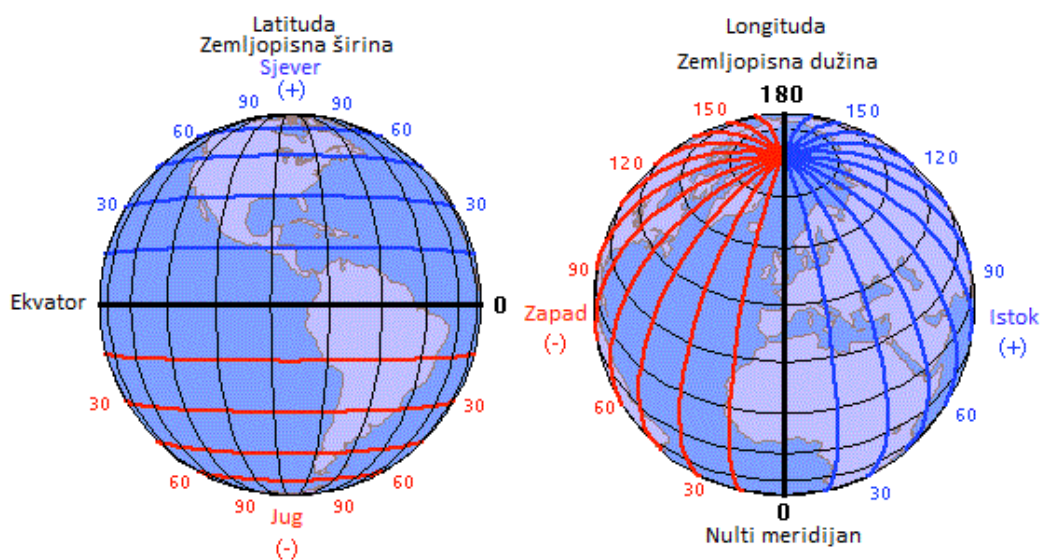 Latituda
Zemljopisna širina
Sjever
(+)
90 90
60 60
30 30
Ekvator 0
30 30
60 60
90 90
Jug
(-)
Longituda
Zemljopisna dužina
180
150 150
120 120
90 90
Zapad Istok
(-) (+)
60 60
30 30
0
Nulti meridijan